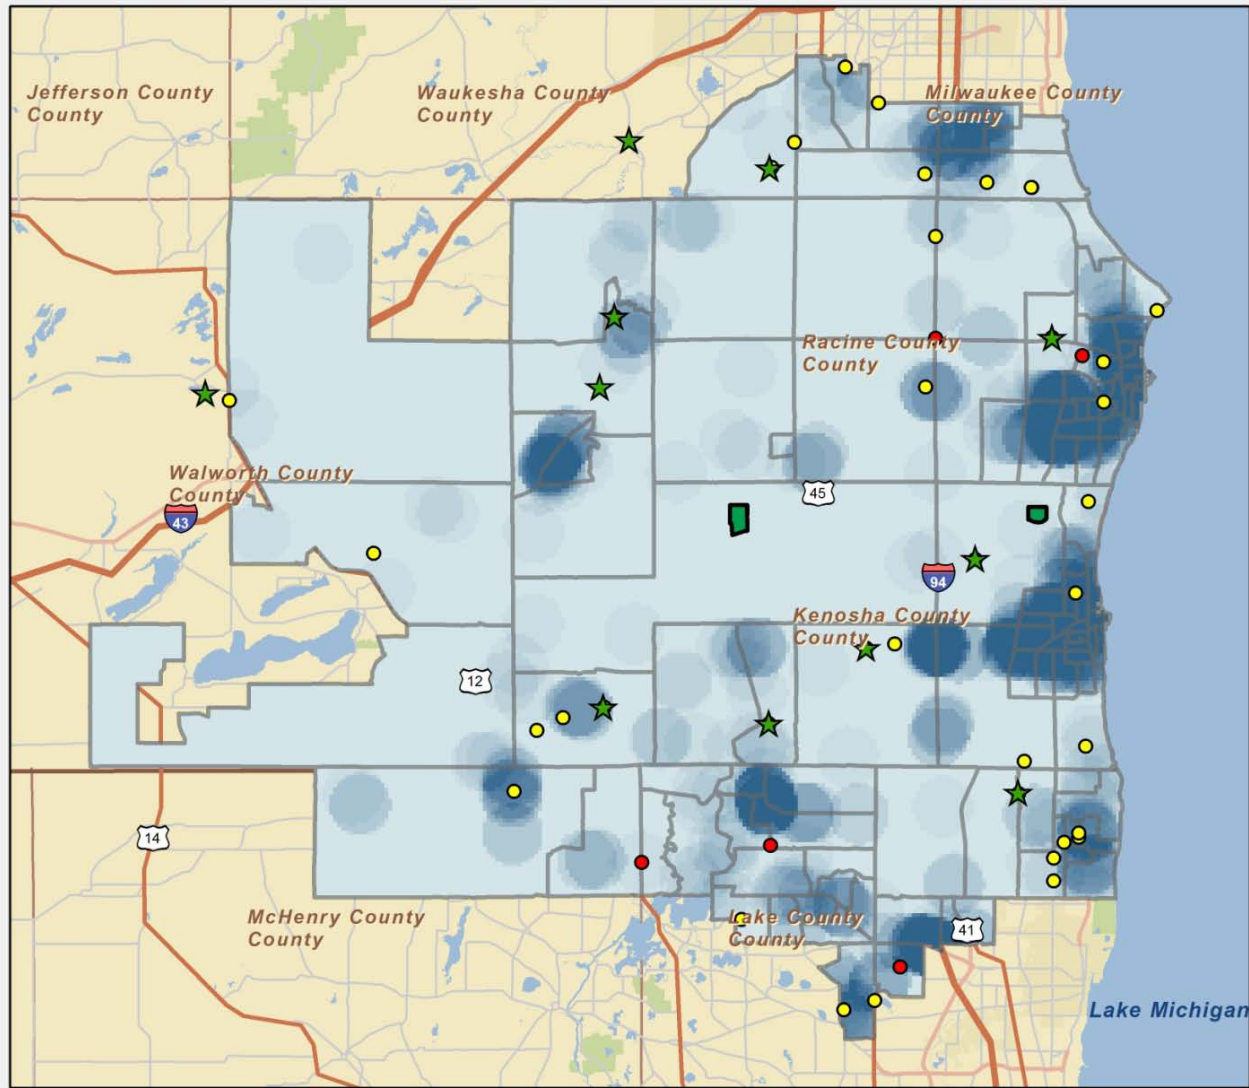 Jefferson County
County
Waukesha County
County
Milwaukee County
County
Racine County
County
Walworth County
County
43
45
94
Kenosha County
County
12
14
McHenry County
County
Lake County
County
41
Lake Michigan